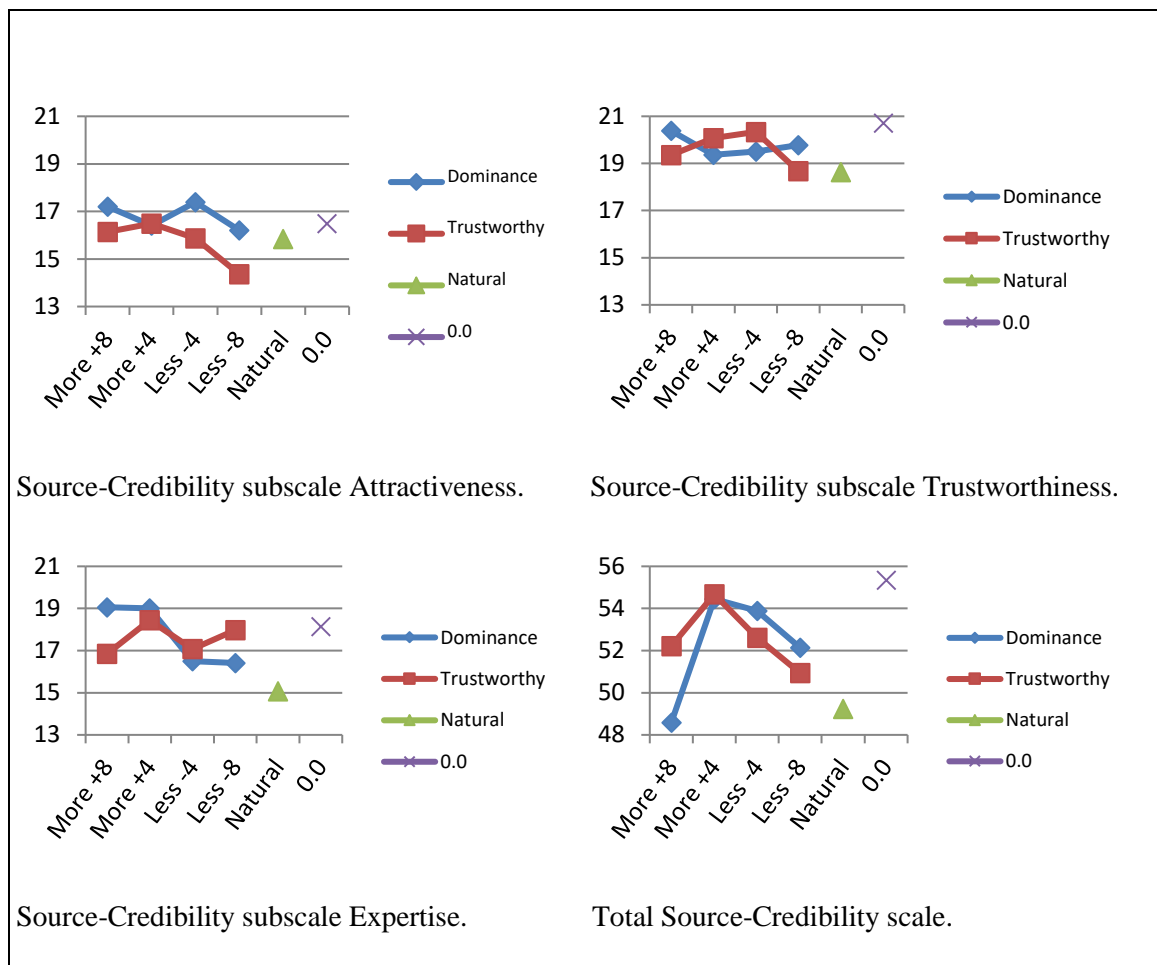 21
19
17
15
13
More +8
More +4
Less -4
Less -8
Natural
0.0
Dominance
Trustworthy
Natural
0.0
Source-Credibility subscale Attractiveness.
21
19
17
15
13
More +8
More +4
Less -4
Less -8
Natural
0.0
Dominance
Trustworthy
Natural
0.0
Source-Credibility subscale Trustworthiness.
21
19
17
15
13
More +8
More +4
Less -4
Less -8
Natural
0.0
Dominance
Trustworthy
Natural
0.0
Source-Credibility subscale Expertise.
56
54
52
50
48
More +8
More +4
Less -4
Less -8
Natural
0.0
Dominance
Trustworthy
Natural
0.0
Total Source-Credibility scale.